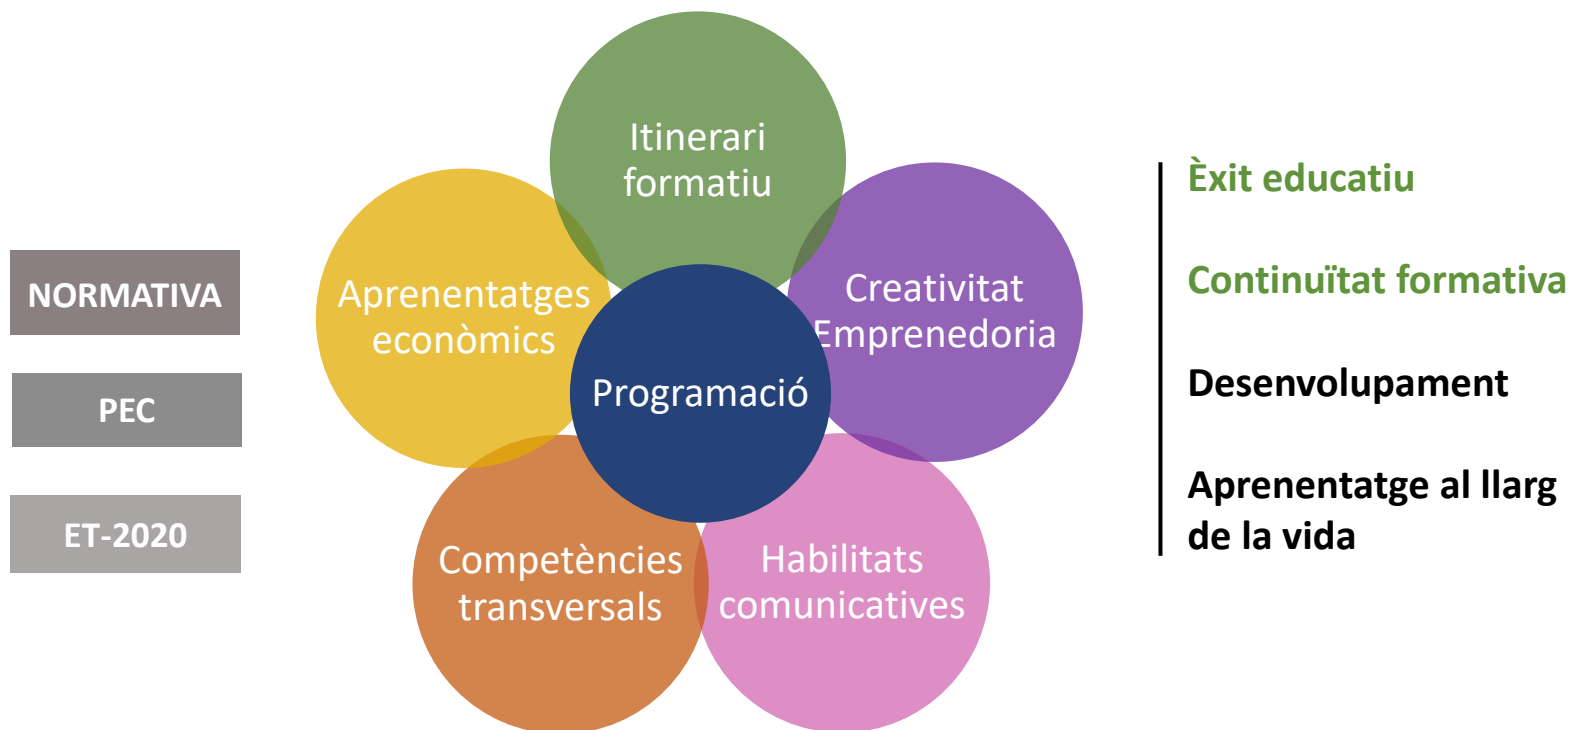 NORMATIVA
PEC
ET-2020
Itinerari
formatiu
Aprenentatges
econòmics
Creativitat
Emprenedoria
Programació
Competències
transversals
Habilitats
comunicatives
Èxit educatiu
Continuïtat formativa
Desenvolupament
Aprenentatge al llarg
de la vida